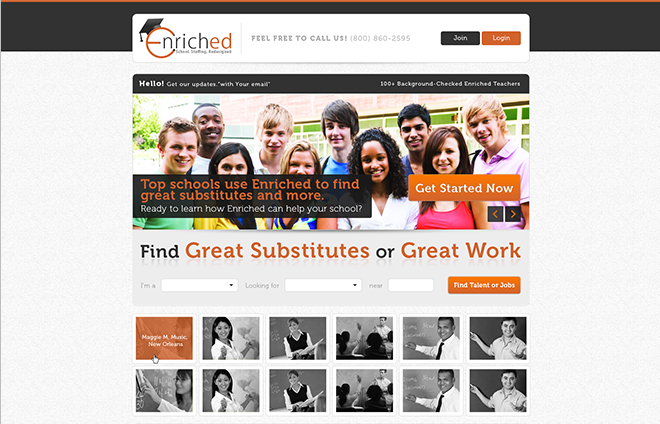 Enriched
School. Staffing. Redesigned
FEEL FREE TO CALL US! (800) 860-2595
Join
Login
Hello! Get our updates."with Your email"
100+ Background-Checked Enriched Teachers
Top schools use Enriched to find
great substitutes and more.
Ready to learn how Enriched can help your school?
Get Started Now
Find Great Substitutes or Great Work
I'm a
Looking for
near
Find Talent or Jobs
Maggie M, Music,
New Orleans